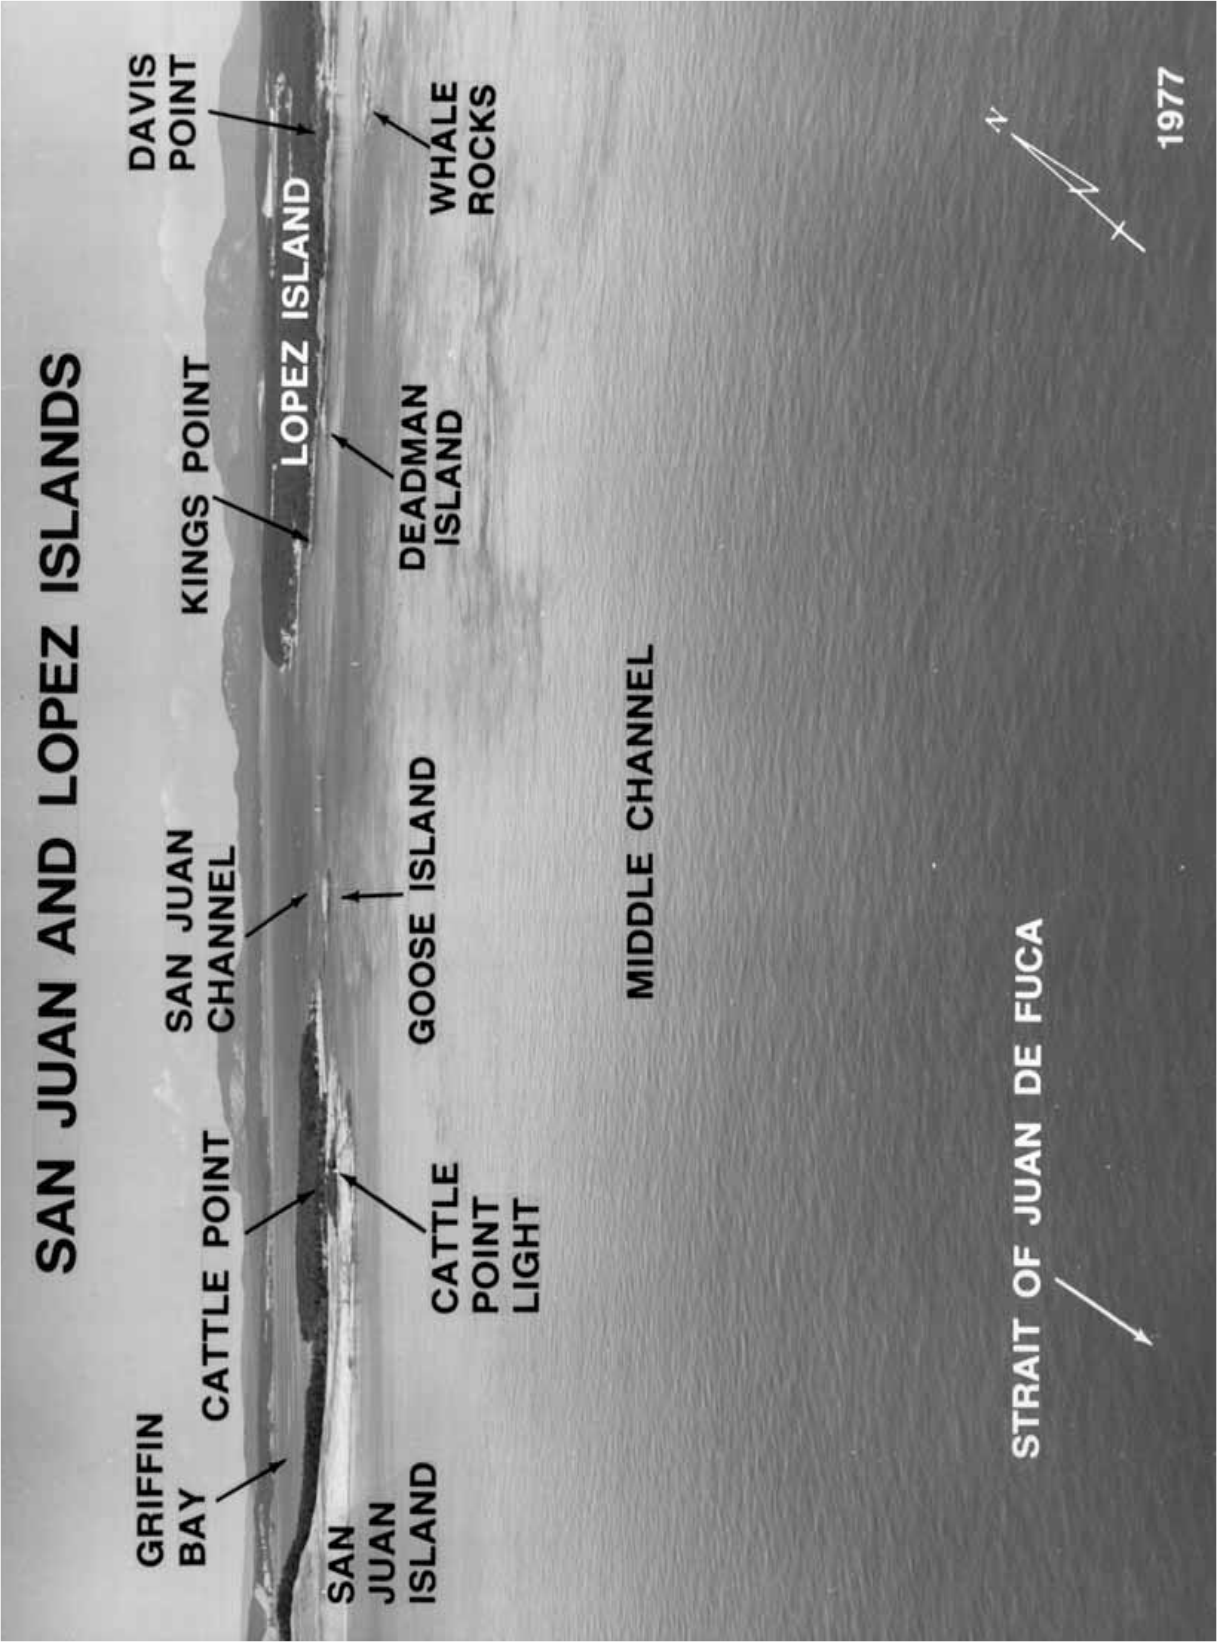 SAN JUAN AND LOPEZ ISLANDS
GRIFFIN
BAY
CATTLE POINT
SAN JUAN
CHANNEL
KINGS POINT
DAVIS
POINT
LOPEZ ISLAND
SAN
JUAN
ISLAND
CATTLE
POINT
LIGHT
GOOSE ISLAND
DEADMAN
ISLAND
WHALE
ROCKS
MIDDLE CHANNEL
STRAIT OF JUAN DE FUCA
N
1977